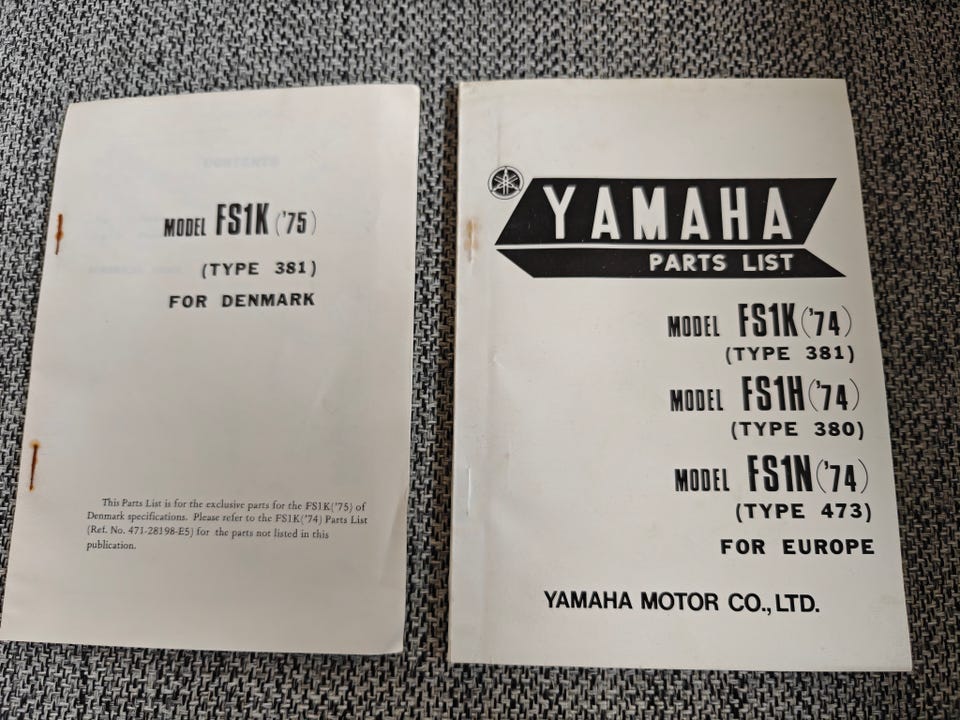 MODEL FS1K ('75)
(TYPE 381)
FOR DENMARK
This Parts List is for the exclusive parts for the FS1K('75) of
Denmark specifications. Please refer to the FS1K('74) Parts List
(Ref. No. 471-28198-E5) for the parts not listed in this
publication.
YAMAHA
PARTS LIST
MODEL FS1K ('74)
(TYPE 381)
MODEL FS1H ('74)
(TYPE 380)
MODEL FS1N ('74)
(TYPE 473)
FOR EUROPE
YAMAHA MOTOR CO., LTD.